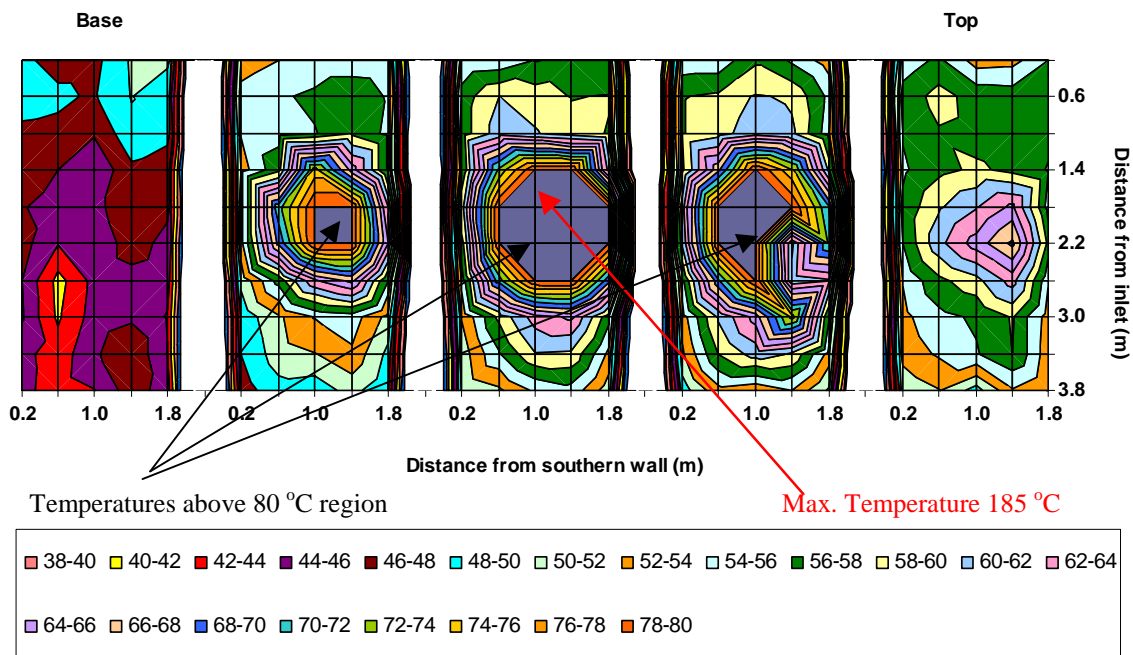 Base
Top
0.6
1.4
2.2
3.0
3.8
Distance from inlet (m)
0.2 1.0 1.8 0.2 1.0 1.8 0.2 1.0 1.8 0.2 1.0 1.8 0.2 1.0 1.8
Distance from southern wall (m)
Temperatures above 80 °C region
Max. Temperature 185 °C
38-40 40-42 42-44 44-46 46-48 48-50 50-52 52-54 54-56 56-58 58-60 60-62 62-64
64-66 66-68 68-70 70-72 72-74 74-76 76-78 78-80